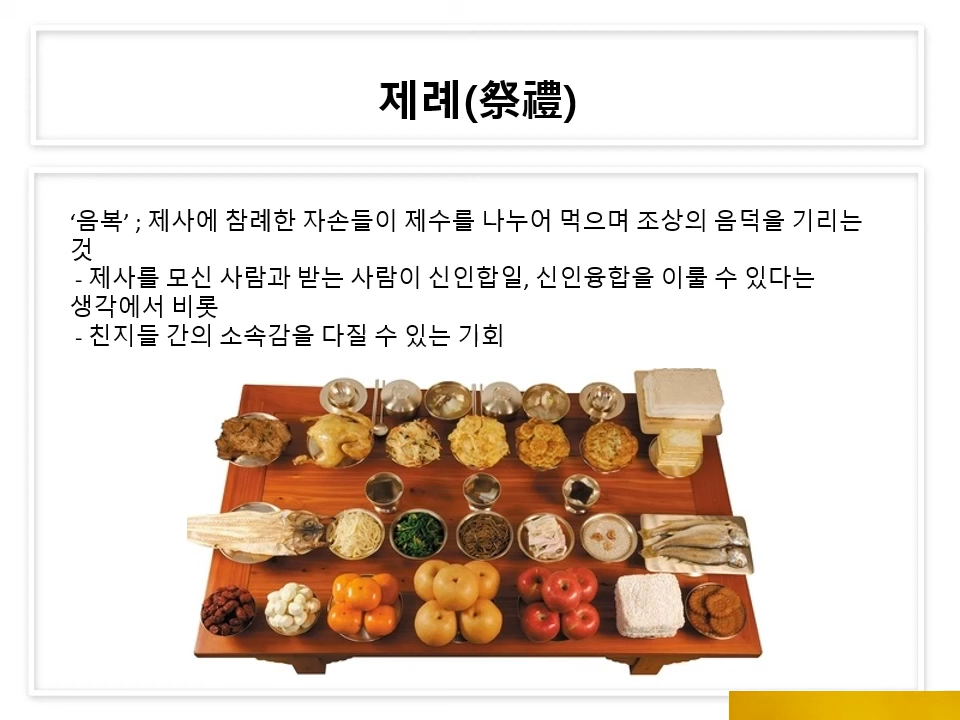 제례(祭禮)
‘음복’ ; 제사에 참례한 자손들이 제수를 나누어 먹으며 조상의 음덕을 기리는
것
- 제사를 모신 사람과 받는 사람이 신인합일, 신인융합을 이룰 수 있다는
생각에서 비롯
- 친지들 간의 소속감을 다질 수 있는 기회